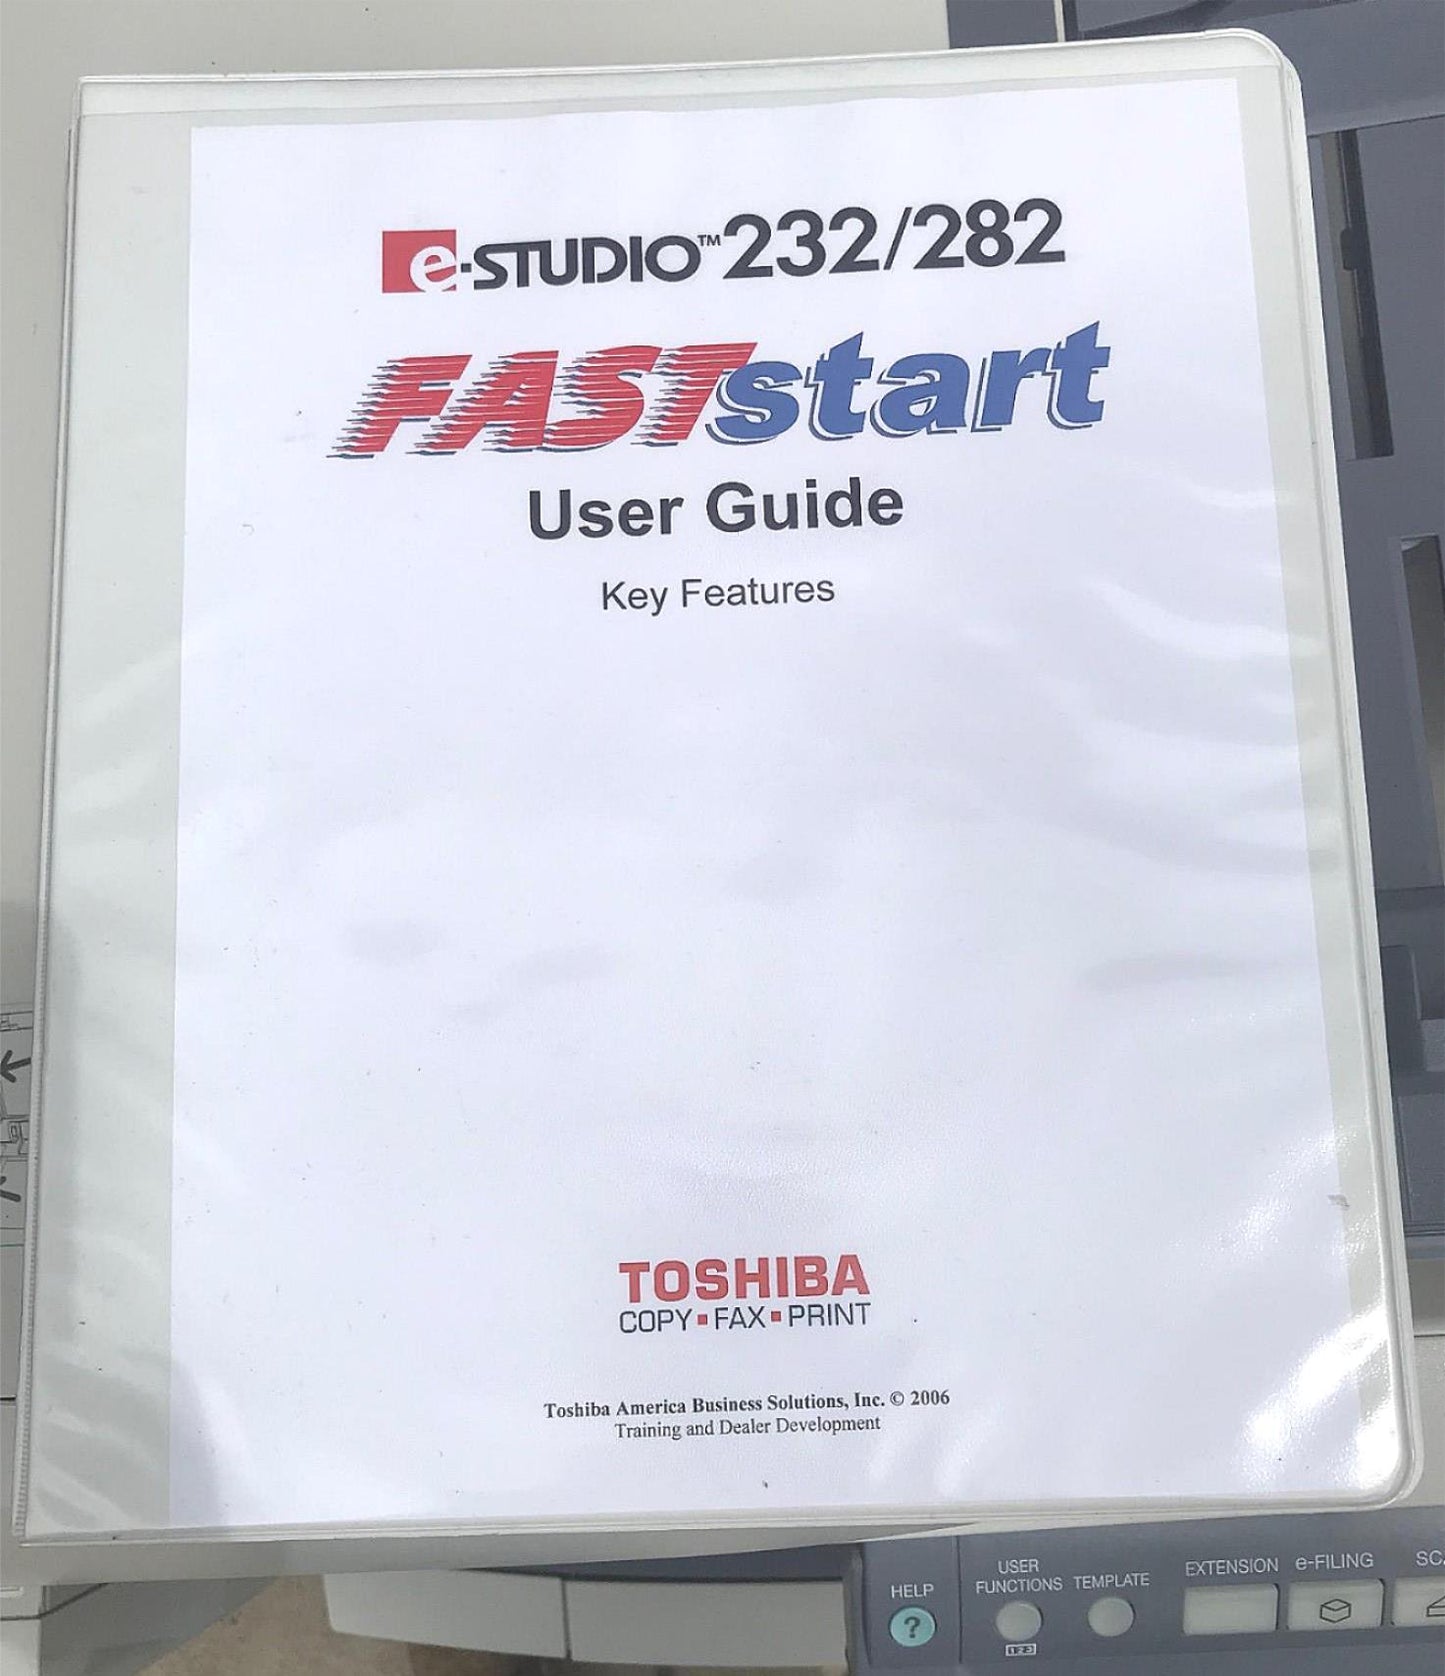 e-STUDIO™232/282
FASTstart
User Guide
Key Features
TOSHIBA
COPY▪FAX▪PRINT
Toshiba America Business Solutions, Inc. © 2006
Training and Dealer Development
HELP
?
USER
FUNCTIONS
123
TEMPLATE
EXTENSION
e-FILING